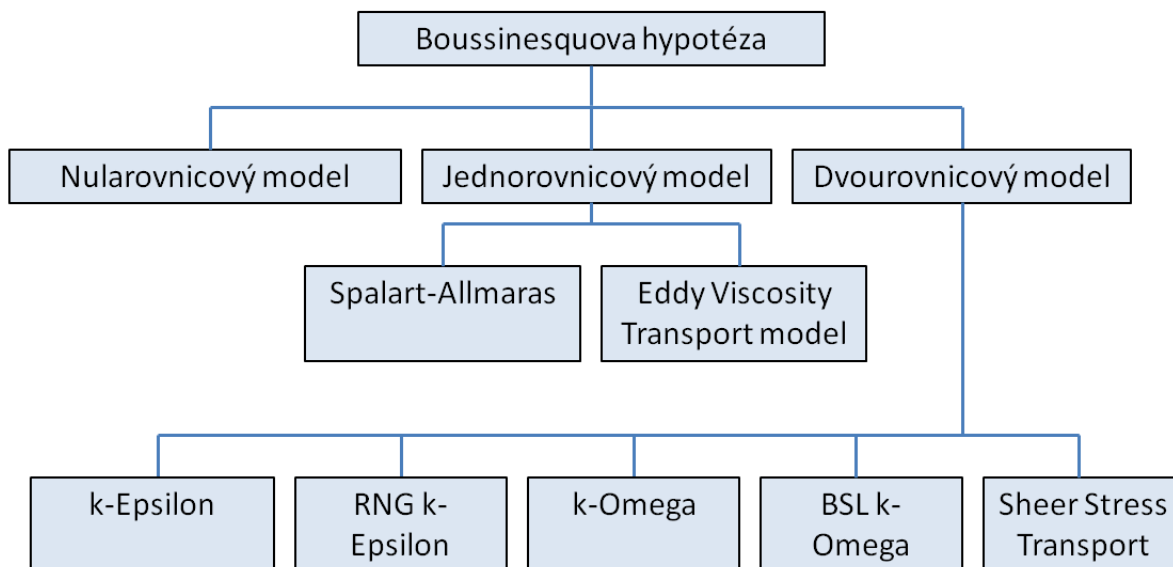 Boussinesquova hypotéza
Nularovnicový model
Jednorovnicový model
Dvourovnicový model
Spalart-Allmaras
Eddy Viscosity
Transport model
k-Epsilon
RNG k-
Epsilon
k-Omega
BSL k-
Omega
Sheer Stress
Transport